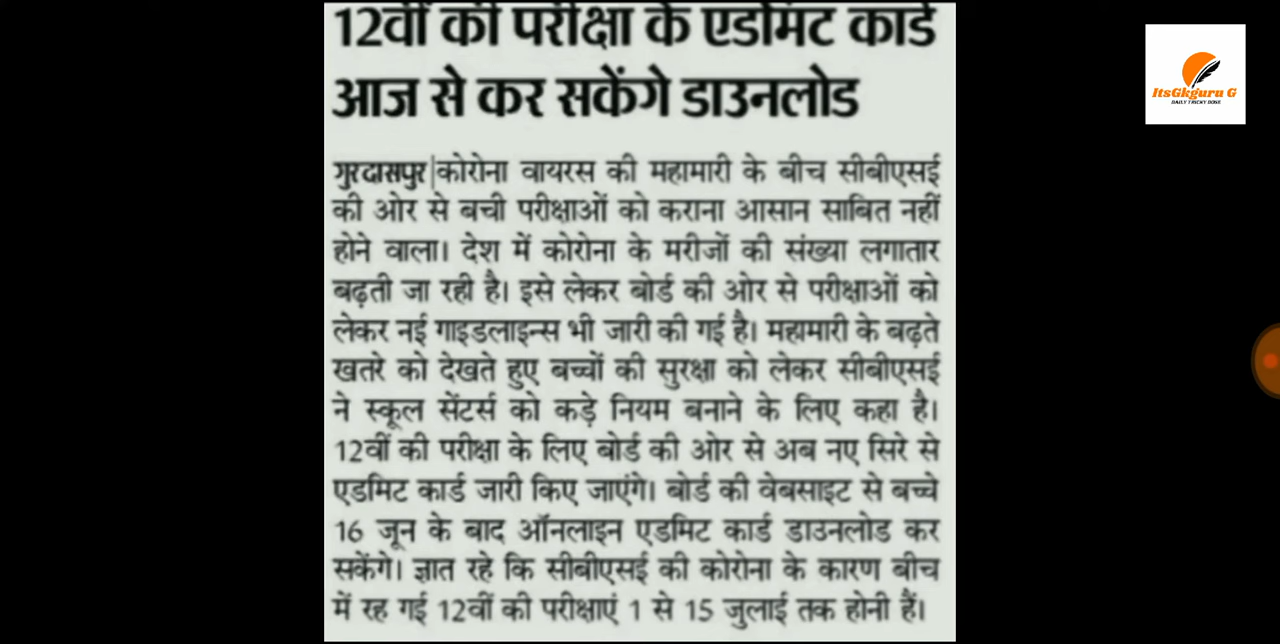 12वीं की परीक्षा के एडमिट कार्ड
आज से कर सकेंगे डाउनलोड
गुरदासपुर|कोरोना वायरस की महामारी के बीच सीबीएसई
की ओर से बची परीक्षाओं को कराना आसान साबित नहीं
होने वाला। देश में कोरोना के मरीजों की संख्या लगातार
बढ़ती जा रही है। इसे लेकर बोर्ड की ओर से परीक्षाओं को
लेकर नई गाइडलाइन्स भी जारी की गई है। महामारी के बढ़ते
खतरे को देखते हुए बच्चों की सुरक्षा को लेकर सीबीएसई
ने स्कूल सेंटर्स को कड़े नियम बनाने के लिए कहा है।
12वीं की परीक्षा के लिए बोर्ड की ओर से अब नए सिरे से
एडमिट कार्ड जारी किए जाएंगे। बोर्ड की वेबसाइट से बच्चे
16 जून के बाद ऑनलाइन एडमिट कार्ड डाउनलोड कर
सकेंगे। ज्ञात रहे कि सीबीएसई की कोरोना के कारण बीच
में रह गई 12वीं की परीक्षाएं 1 से 15 जुलाई तक होनी हैं।
ItsGkguru G
DAILY TRICKY DOSE